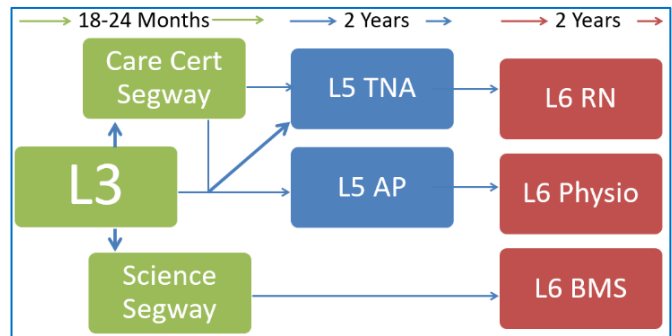 18-24 Months
2 Years
2 Years
Care Cert
Segway
L5 TNA
L6 RN
L3
L5 AP
L6 Physio
Science
Segway
L6 BMS